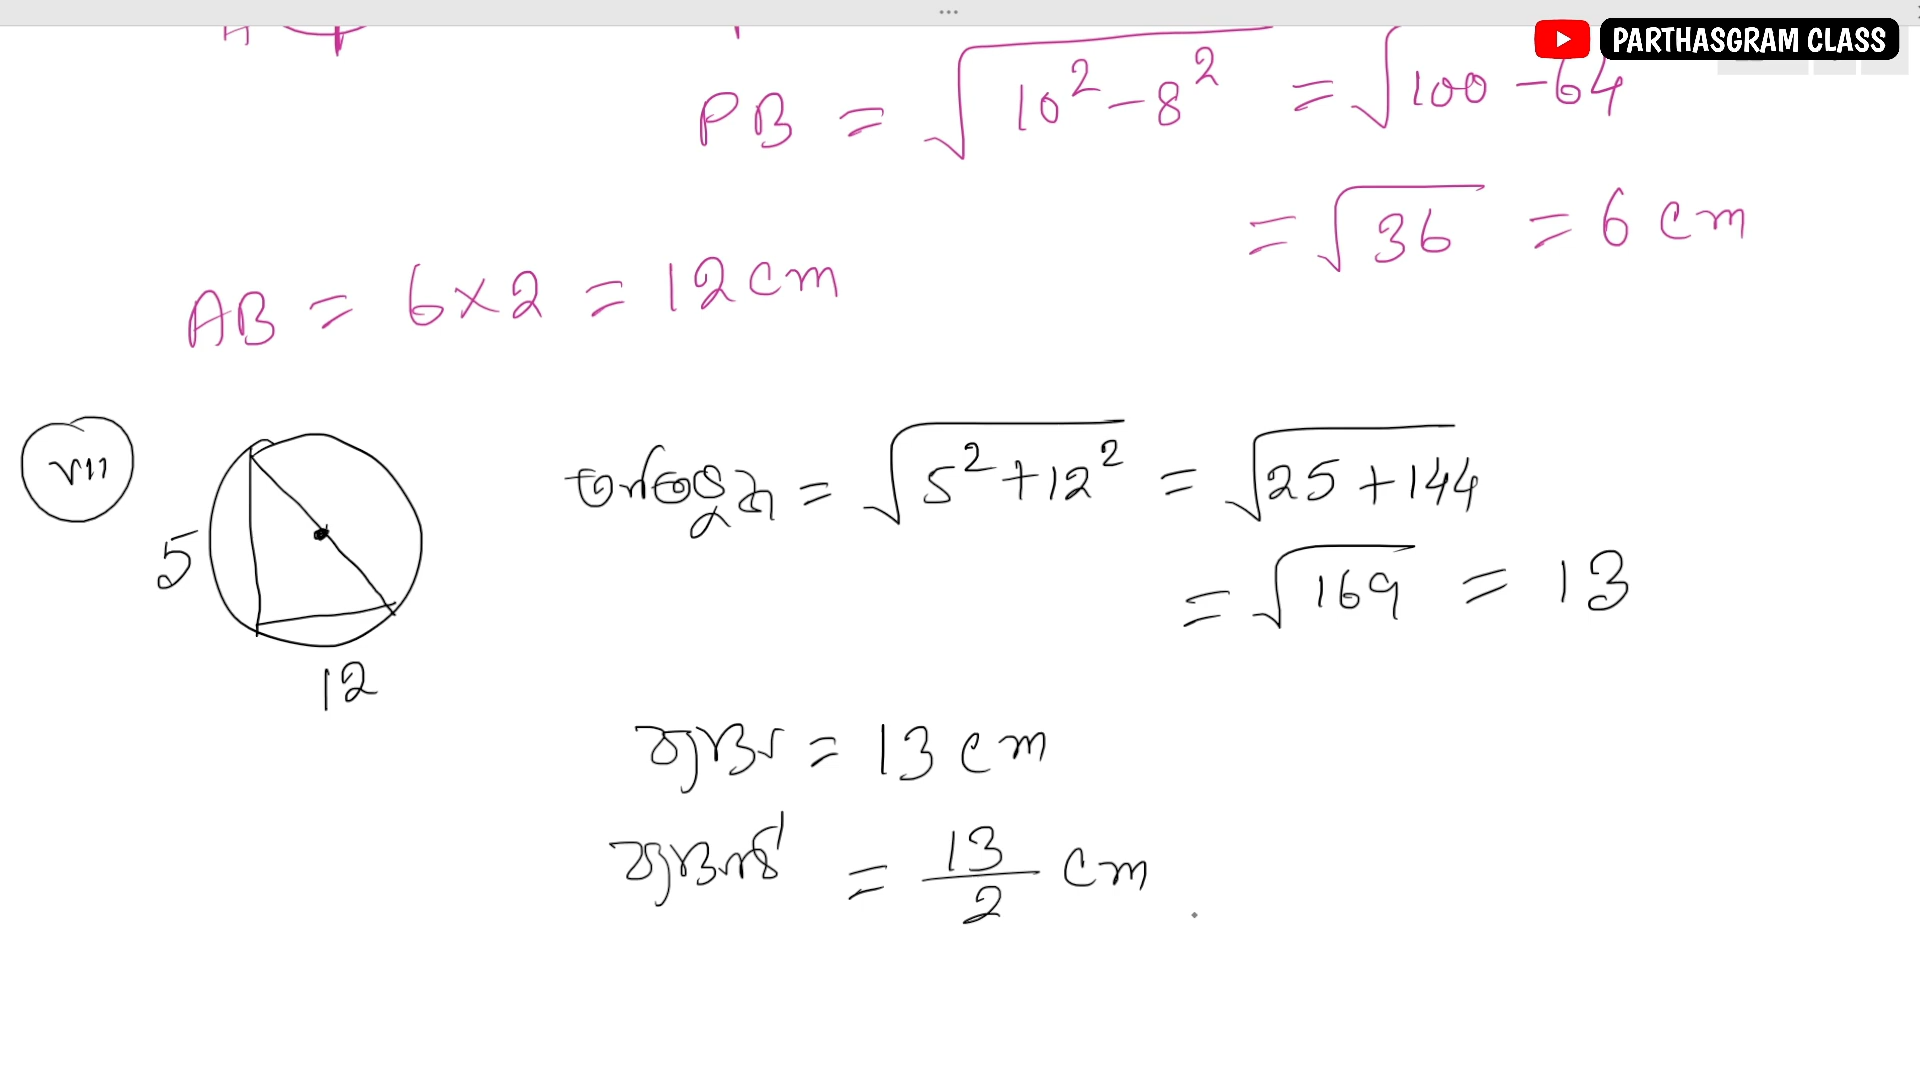 PARTHASGRAM CLASS
PB = √(10² - 8²) = √(100 - 64
= √36 = 6 cm
AB = 6 × 2 = 12 cm
VII
5
12
কর্ণ = √(5² + 12²) = √(25 + 144)
= √169 = 13
ব্যাস = 13 cm
ব্যাসার্ধ = 13/2 cm